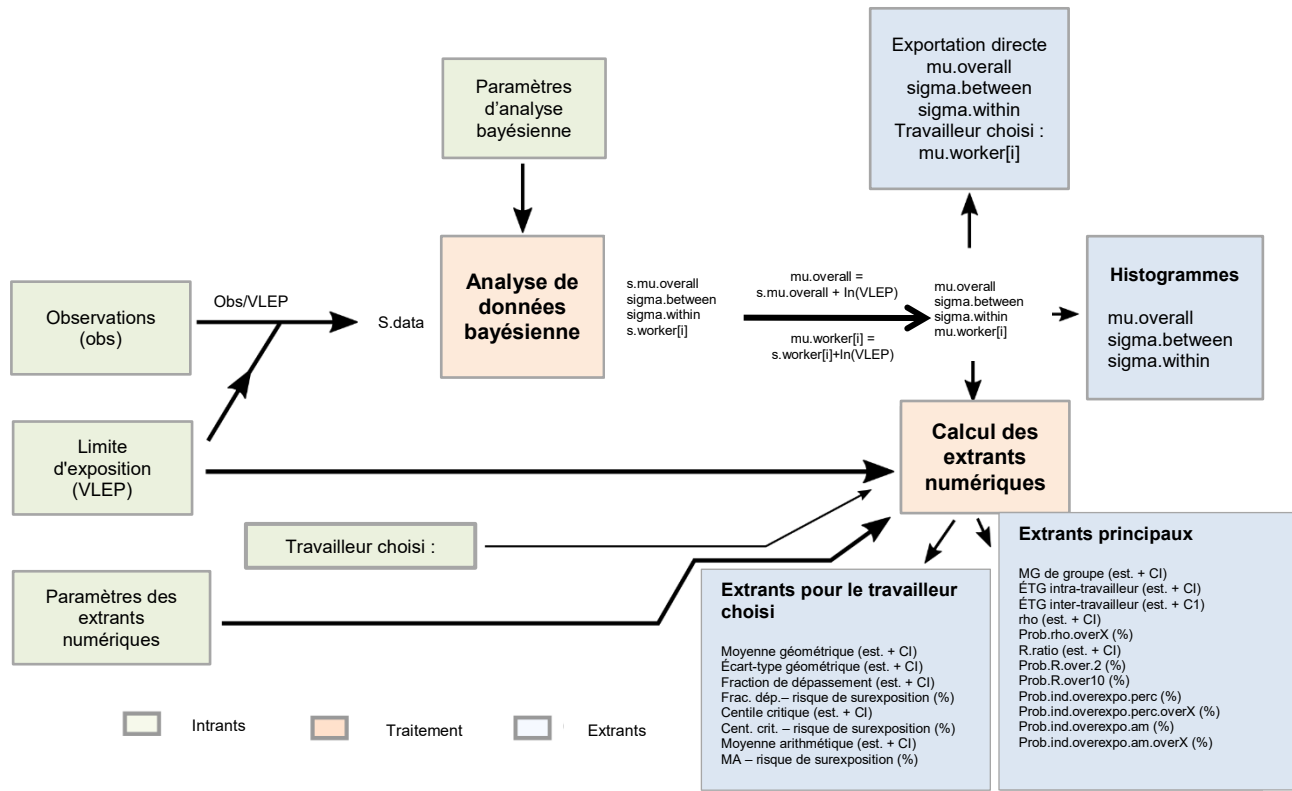 Exportation directe
mu.overall
sigma.between
sigma.within
Travailleur choisi :
mu.worker[i]
Paramètres
d'analyse
bayésienne
Observations
(obs)
Obs/VLEP
S.data
Analyse de
données
bayésienne
s.mu.overall
sigma.between
sigma.within
s.worker[i]
mu.overall =
s.mu.overall + ln(VLEP)
mu.worker[i] =
s.worker[i]+ln(VLEP)
mu.overall
sigma.between
sigma.within
mu.worker[i]
Histogrammes
mu.overall
sigma.between
sigma.within
Limite
d'exposition
(VLEP)
Calcul des
extrants
numériques
Travailleur choisi :
Paramètres des
extrants
numériques
Extrants pour le travailleur
choisi
Moyenne géométrique (est. + CI)
Écart-type géométrique (est. + CI)
Fraction de dépassement (est. + CI)
Frac. dép.– risque de surexposition (%)
Centile critique (est. + CI)
Cent. crit. – risque de surexposition (%)
Moyenne arithmétique (est. + CI)
MA – risque de surexposition (%)
Extrants principaux
MG de groupe (est. + CI)
ÉTG intra-travailleur (est. + CI)
ÉTG inter-travailleur (est. + C1)
rho (est. + CI)
Prob.rho.overX (%)
R.ratio (est. + CI)
Prob.R.over.2 (%)
Prob.R.over10 (%)
Prob.ind.overexpo.perc (%)
Prob.ind.overexpo.perc.overX (%)
Prob.ind.overexpo.am (%)
Prob.ind.overexpo.am.overX (%)
Intrants
Traitement
Extrants